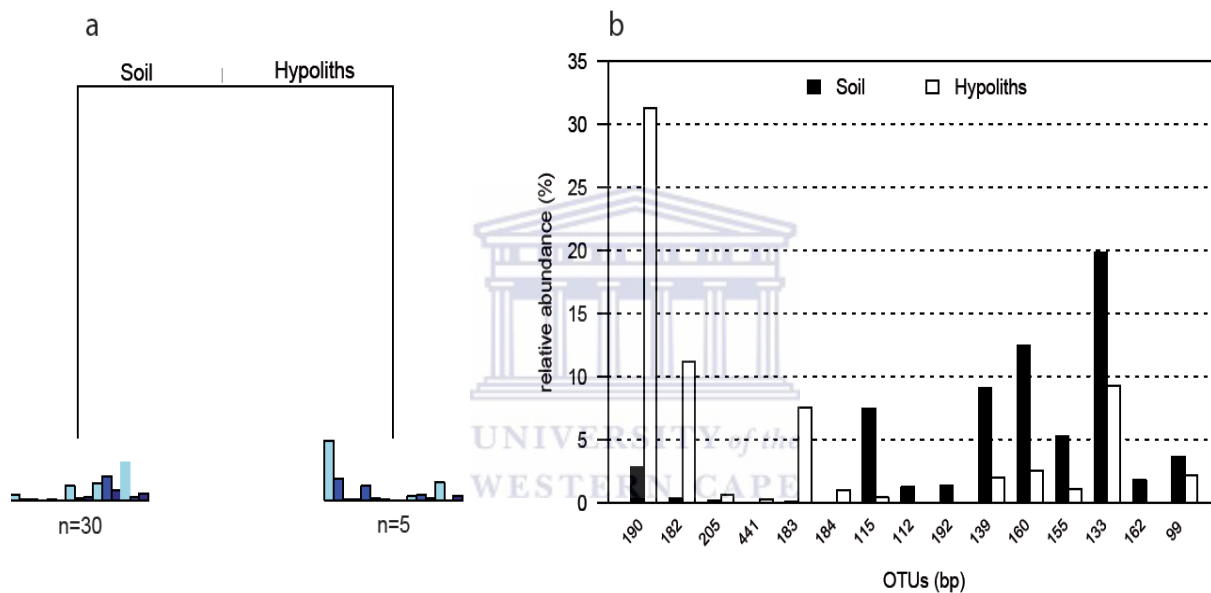 a
Soil
Hypoliths
n=30
n=5
b
35
30
25
20
15
10
5
0
relative abundance (%)
Soil
Hypoliths
UNIVERSITY of the
WESTERN CAPE
190
182
205
441
183
184
115
112
192
139
160
155
133
162
99
OTUs (bp)